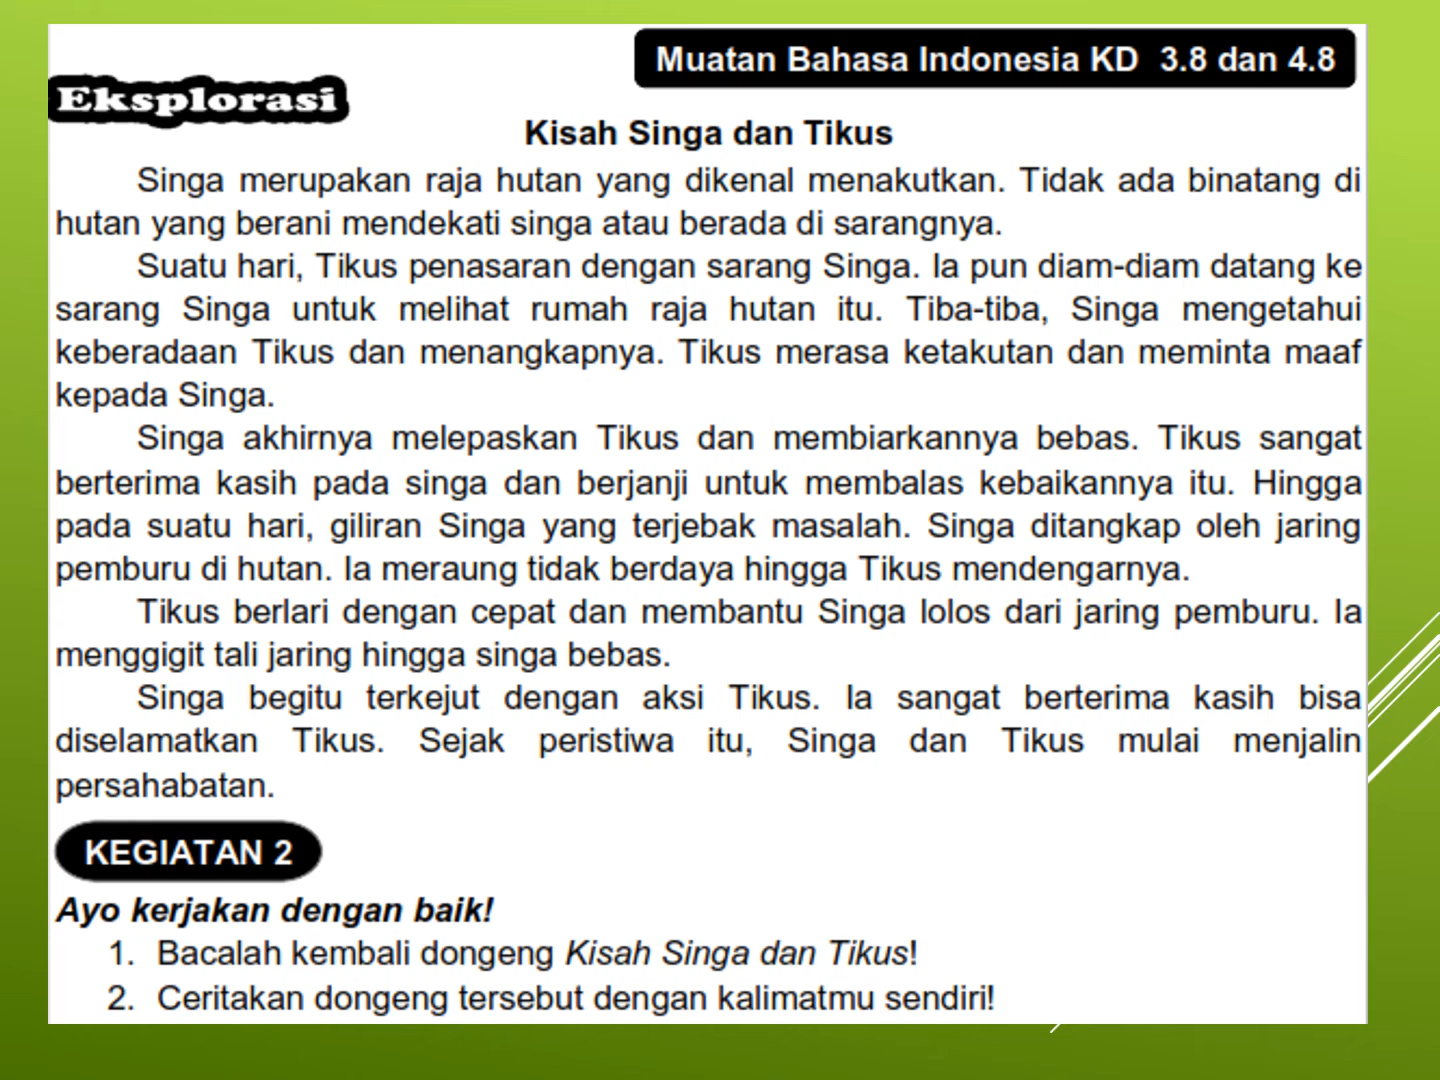 Muatan Bahasa Indonesia KD 3.8 dan 4.8
Eksplorasi
Kisah Singa dan Tikus
Singa merupakan raja hutan yang dikenal menakutkan. Tidak ada binatang di
hutan yang berani mendekati singa atau berada di sarangnya.
Suatu hari, Tikus penasaran dengan sarang Singa. Ia pun diam-diam datang ke
sarang Singa untuk melihat rumah raja hutan itu. Tiba-tiba, Singa mengetahui
keberadaan Tikus dan menangkapnya. Tikus merasa ketakutan dan meminta maaf
kepada Singa.
Singa akhirnya melepaskan Tikus dan membiarkannya bebas. Tikus sangat
berterima kasih pada singa dan berjanji untuk membalas kebaikannya itu. Hingga
pada suatu hari, giliran Singa yang terjebak masalah. Singa ditangkap oleh jaring
pemburu di hutan. Ia meraung tidak berdaya hingga Tikus mendengarnya.
Tikus berlari dengan cepat dan membantu Singa lolos dari jaring pemburu. Ia
menggigit tali jaring hingga singa bebas.
Singa begitu terkejut dengan aksi Tikus. Ia sangat berterima kasih bisa
diselamatkan Tikus. Sejak peristiwa itu, Singa dan Tikus mulai menjalin
persahabatan.
KEGIATAN 2
Ayo kerjakan dengan baik!
1. Bacalah kembali dongeng Kisah Singa dan Tikus!
2. Ceritakan dongeng tersebut dengan kalimatmu sendiri!